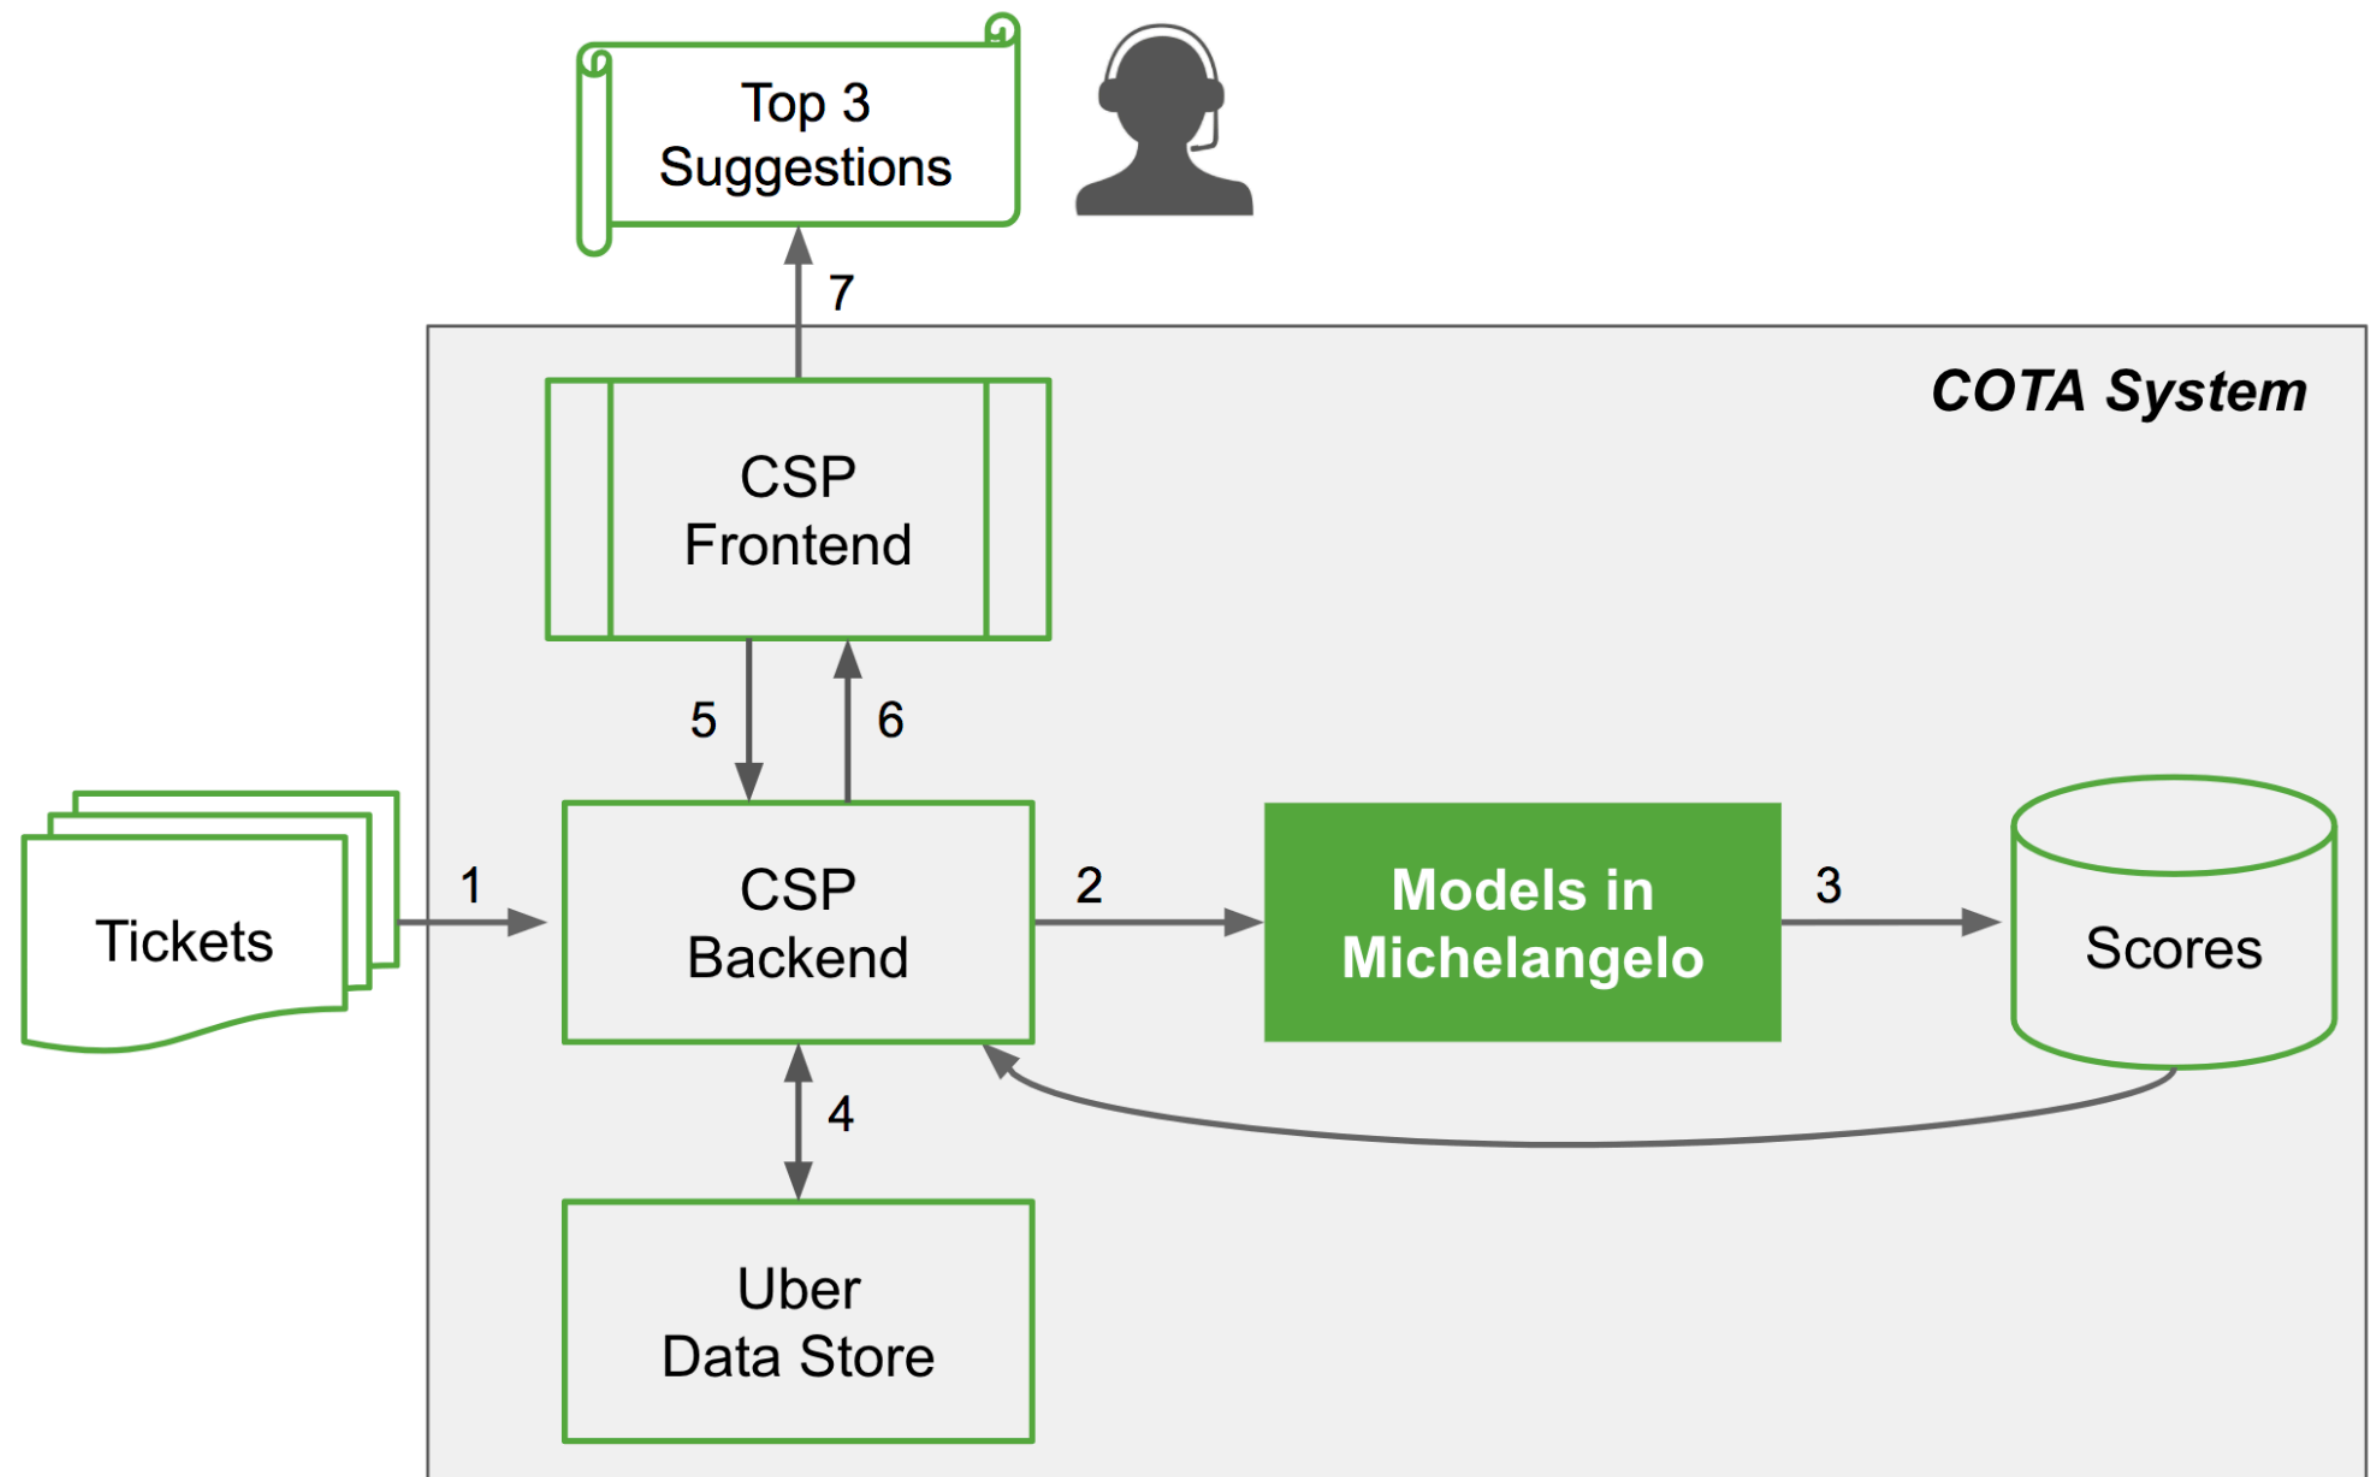 Top 3
Suggestions
7
COTA System
CSP
Frontend
5
6
Tickets
1
CSP
Backend
2
Models in
Michelangelo
3
Scores
4
Uber
Data Store